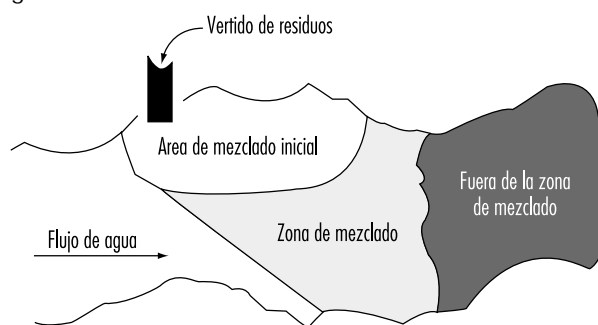 Vertido de residuos
Area de mezclado inicial
Fuera de la zona
de mezclado
Zona de mezclado
Flujo de agua